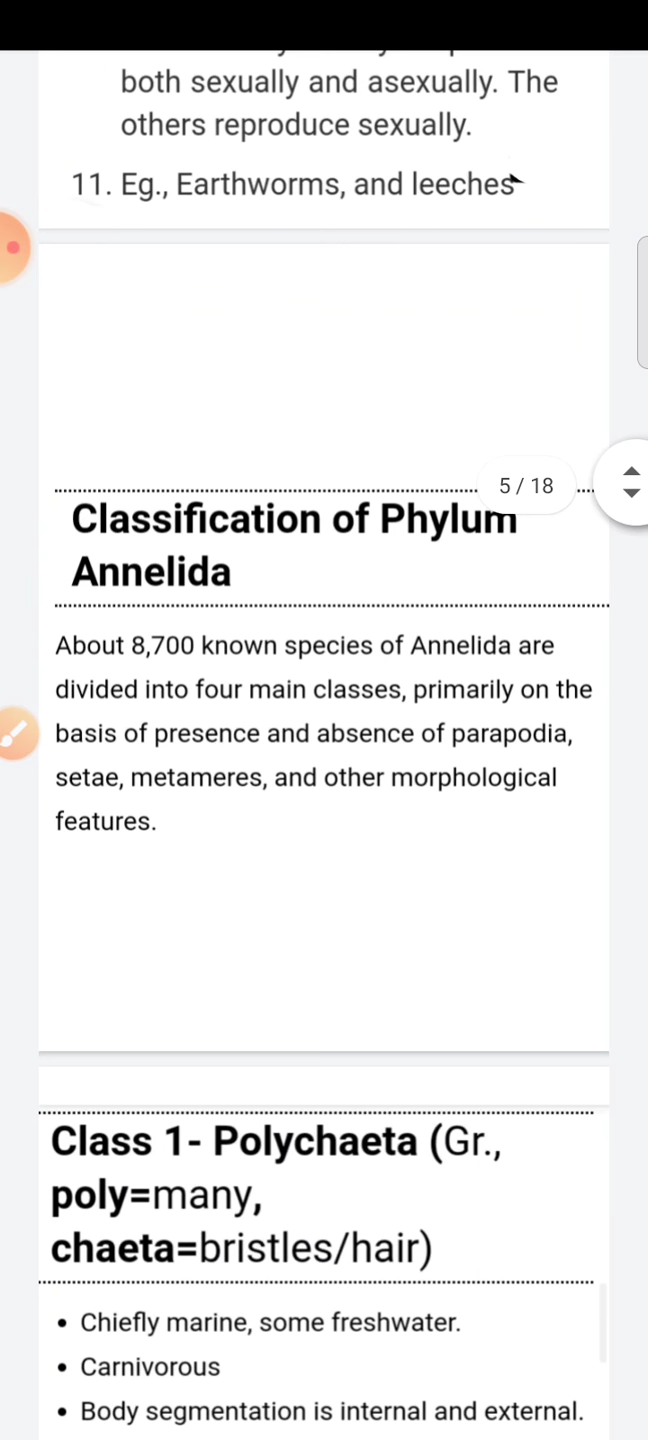 both sexually and asexually. The
others reproduce sexually.
11. Eg., Earthworms, and leeches
5 / 18
Classification of Phylum
Annelida
About 8,700 known species of Annelida are
divided into four main classes, primarily on the
basis of presence and absence of parapodia,
setae, metameres, and other morphological
features.
Class 1- Polychaeta (Gr.,
poly=many,
chaeta=bristles/hair)
• Chiefly marine, some freshwater.
• Carnivorous
• Body segmentation is internal and external.